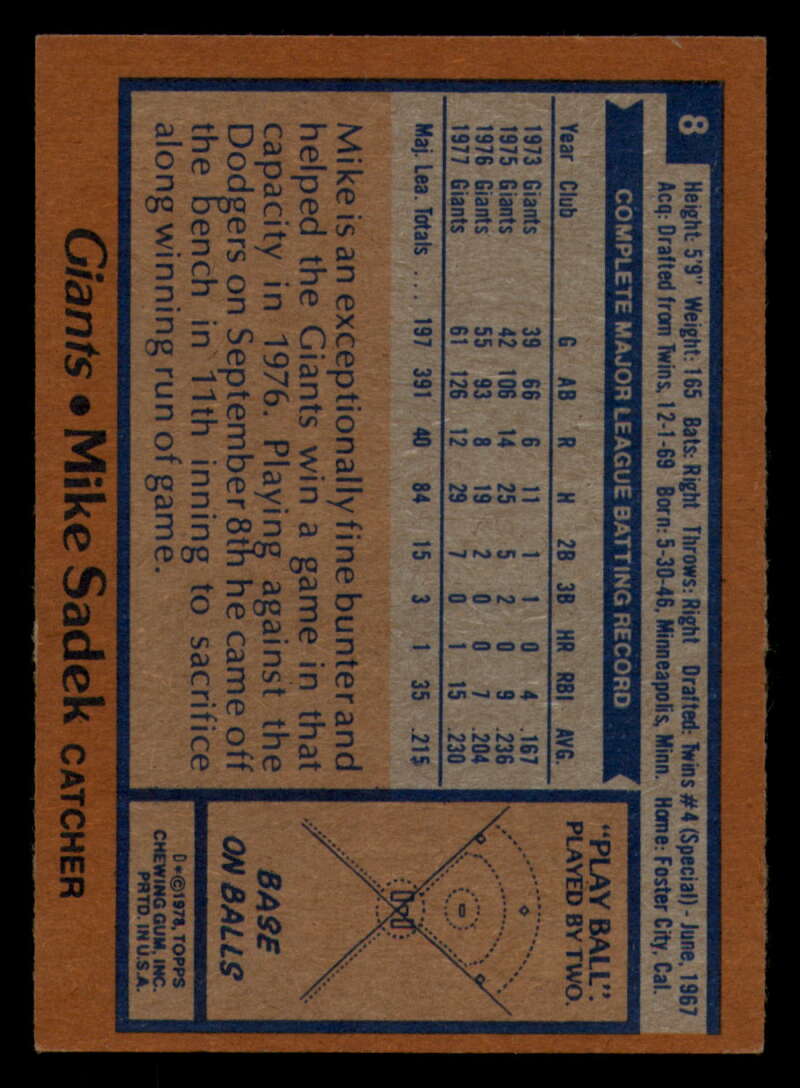 8
Height: 5'9" Weight: 165 Bats: Right Throws: Right Drafted: Twins #4 (Special) - June, 1967
Acq: Drafted from Twins, 12-1-69 Born: 5-30-46, Minneapolis, Minn. Home: Foster City, Cal.
COMPLETE MAJOR LEAGUE BATTING RECORD
Year Club G AB R H 2B 3B HR RBI AVG.
1973 Giants 39 66 6 11 1 1 0 4 .167
1975 Giants 42 106 14 25 5 2 0 9 .236
1976 Giants 55 93 8 19 2 0 0 7 .204
1977 Giants 61 126 12 29 7 0 1 15 .230
Maj. Lea. Totals ... 197 391 40 84 15 3 1 35 .215
Mike is an exceptionally fine bunter and
helped the Giants win a game in that
capacity in 1976. Playing against the
Dodgers on September 8th he came off
the bench in 11th inning to sacrifice
along winning run of game.
"PLAY BALL":
PLAYED BY TWO.
BASE
ON BALLS
D*©1978, TOPPS
CHEWING GUM, INC.
PRTD. IN U.S.A.
Giants • Mike Sadek CATCHER